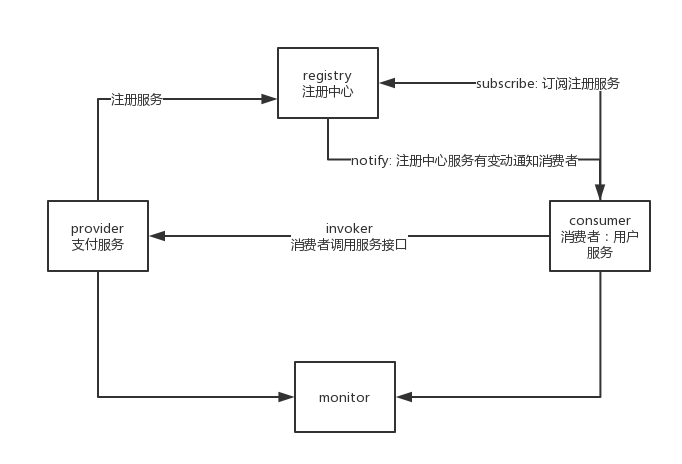 registry
注册中心
subscribe: 订阅注册服务
注册服务
notify: 注册中心服务有变动通知消费者
provider
支付服务
invoker
消费者调用服务接口
consumer
消费者：用户
服务
monitor